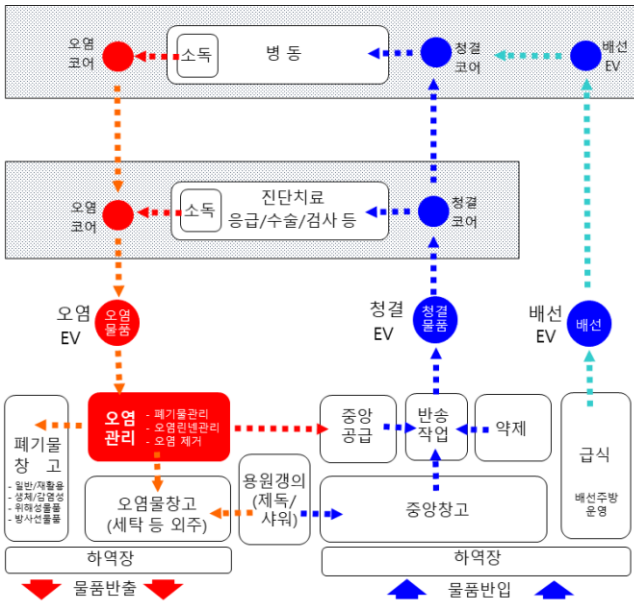 오염
코어
소독
병 동
청결
코어
배선
EV
오염
코어
소독
진단치료
응급/수술/검사 등
청결
코어
오염
EV
오염
물품
청결
EV
청결
물품
배선
EV
배선
폐기물
창 고
- 일반/재활용
- 생체/감염성
- 위해성물품
- 방사선물품
오염
관리
- 폐기물관리
- 오염린넨관리
- 오염 제거
중앙
공급
반송
작업
약제
급식
배선주방
운영
오염물창고
(세탁 등 외주)
용원갱의
(제독/
샤워)
중앙창고
하역장
하역장
물품반출
물품반입